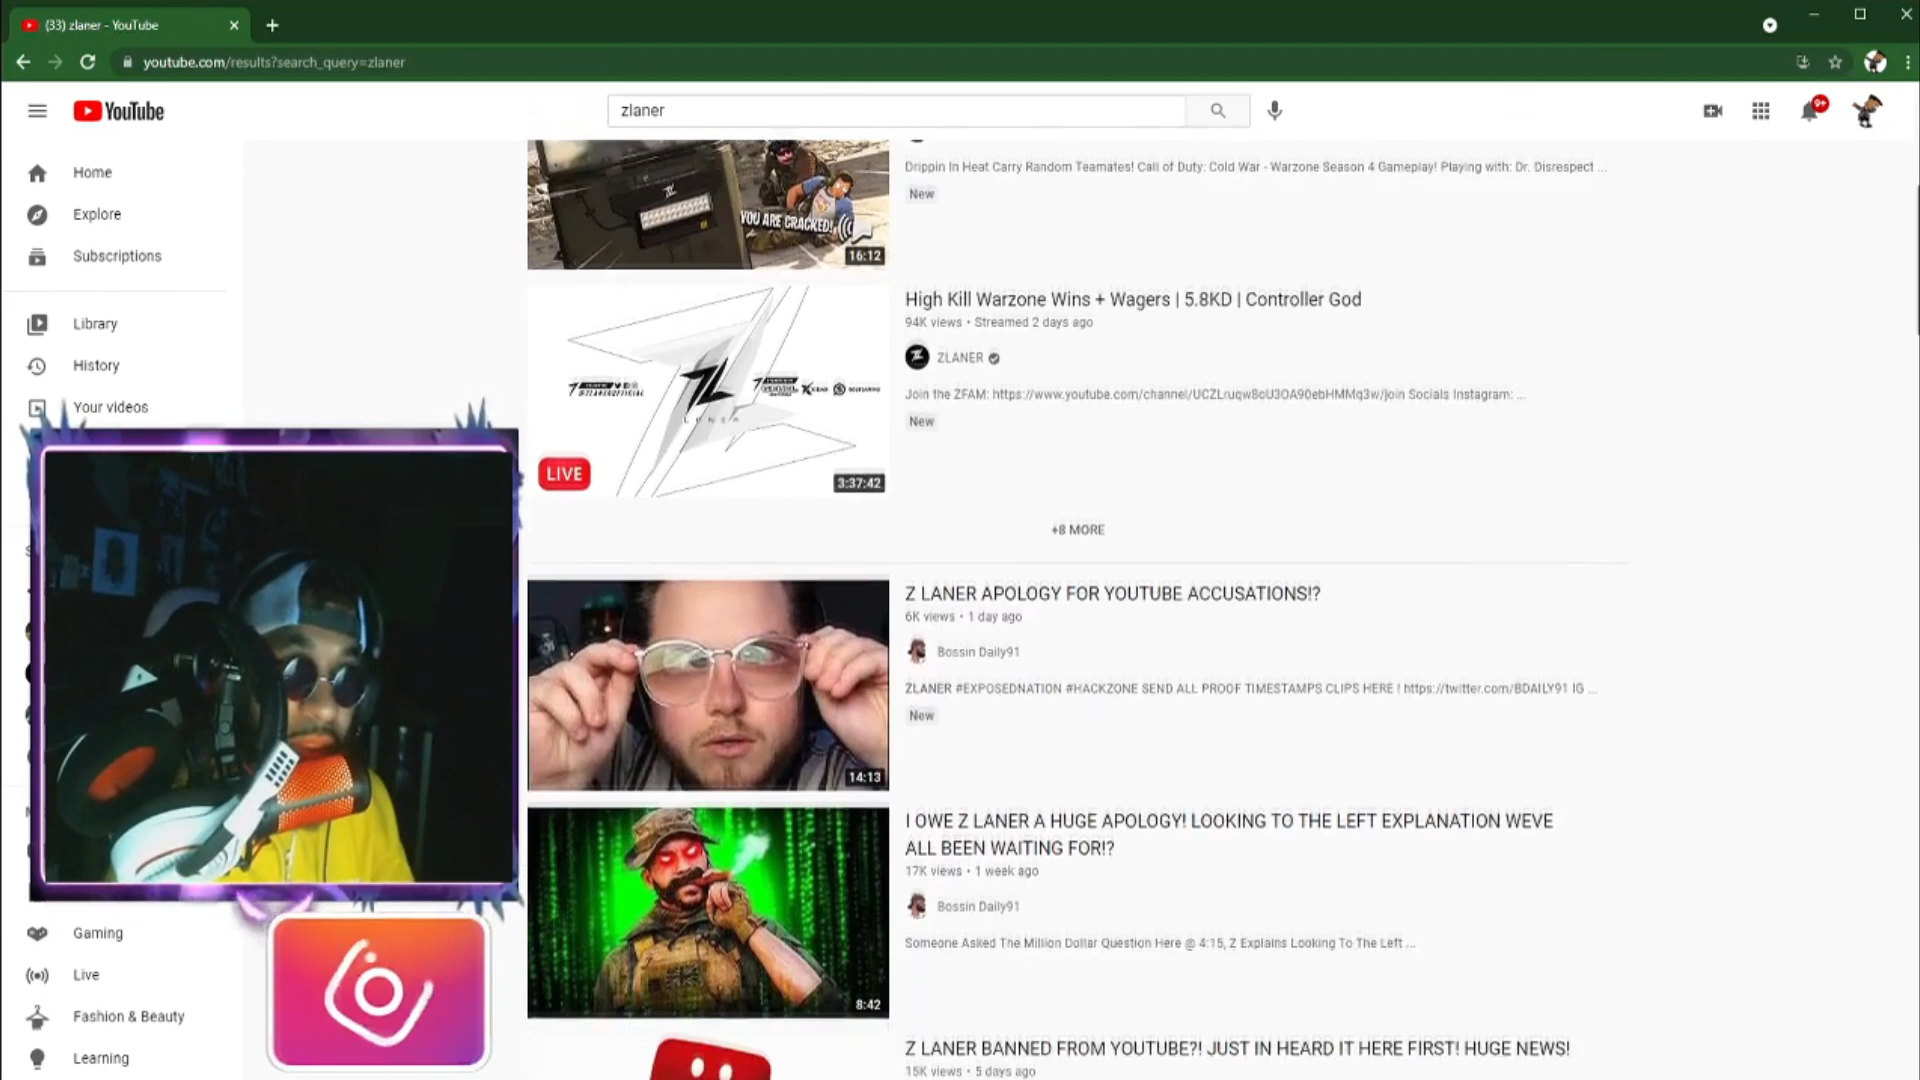 (33) zlaner - YouTube
youtube.com/results?search_query=zlaner
YouTube
zlaner
9+
Home
Explore
Subscriptions
Library
History
Your videos
Gaming
Live
Fashion & Beauty
Learning
YOU ARE CRACKED!
16:12
Drippin In Heat Carry Random Teamates! Call of Duty: Cold War - Warzone Season 4 Gameplay! Playing with: Dr. Disrespect ...
New
LIVE
3:37:42
High Kill Warzone Wins + Wagers | 5.8KD | Controller God
94K views • Streamed 2 days ago
ZLANER
Join the ZFAM: https://www.youtube.com/channel/UCZLruqw8oU3OA90ebHMMq3w/join Socials Instagram: ...
New
+8 MORE
14:13
Z LANER APOLOGY FOR YOUTUBE ACCUSATIONS!?
6K views • 1 day ago
Bossin Daily91
ZLANER #EXPOSEDNATION #HACKZONE SEND ALL PROOF TIMESTAMPS CLIPS HERE ! https://twitter.com/BDAILY91 IG ...
New
8:42
I OWE Z LANER A HUGE APOLOGY! LOOKING TO THE LEFT EXPLANATION WEVE
ALL BEEN WAITING FOR!?
17K views • 1 week ago
Bossin Daily91
Someone Asked The Million Dollar Question Here @ 4:15, Z Explains Looking To The Left ...
Z LANER BANNED FROM YOUTUBE?! JUST IN HEARD IT HERE FIRST! HUGE NEWS!
15K views • 5 days ago